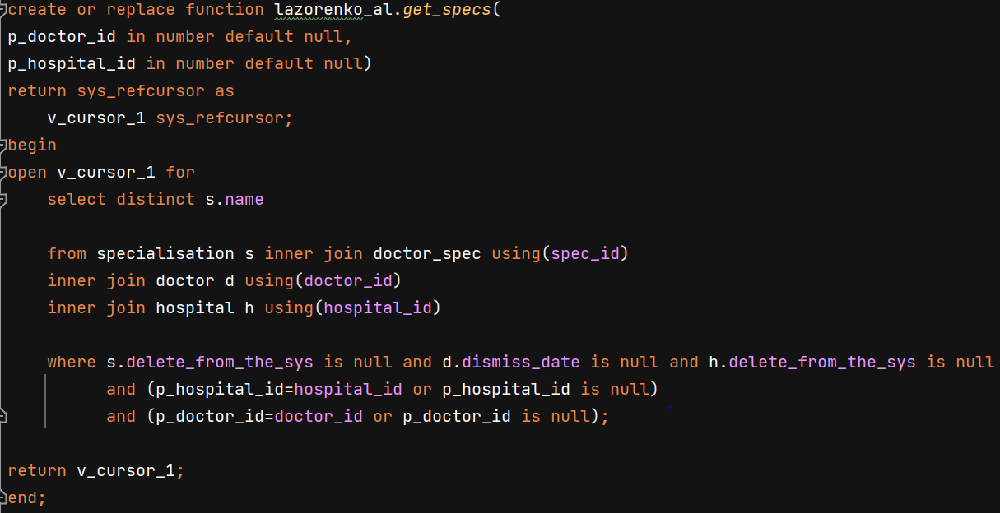 create or replace function lazorenko_al.get_specs(
p_doctor_id in number default null,
p_hospital_id in number default null)
return sys_refcursor as
    v_cursor_1 sys_refcursor;
begin
open v_cursor_1 for
    select distinct s.name
    from specialisation s inner join doctor_spec using(spec_id)
    inner join doctor d using(doctor_id)
    inner join hospital h using(hospital_id)
    where s.delete_from_the_sys is null and d.dismiss_date is null and h.delete_from_the_sys is null
          and (p_hospital_id=hospital_id or p_hospital_id is null)
          and (p_doctor_id=doctor_id or p_doctor_id is null);
return v_cursor_1;
end;